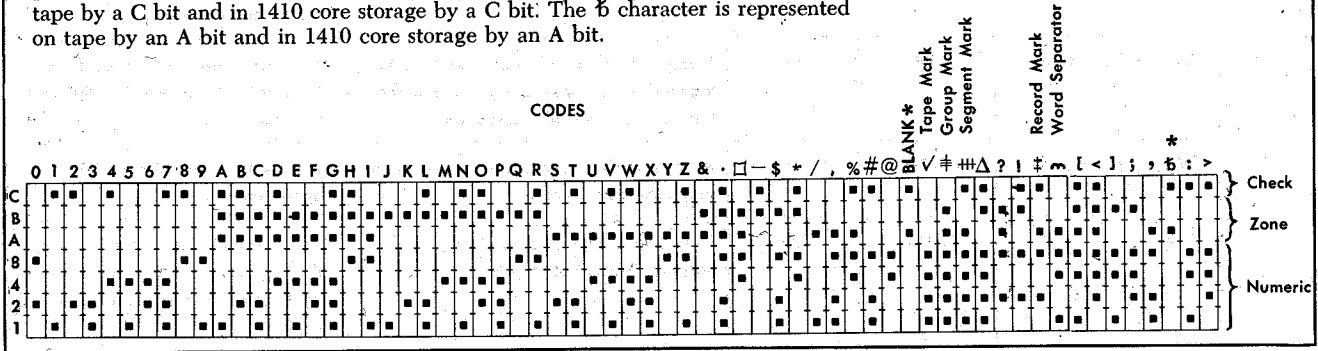 tape by a C bit and in 1410 core storage by a C bit. The ƀ character is represented
on tape by an A bit and in 1410 core storage by an A bit.
CODES
BLANK *
Tape Mark
Group Mark
Segment Mark
Record Mark
Word Separator
*
0 1 2 3 4 5 6 7 8 9 A B C D E F G H I J K L M N O P Q R S T U V W X Y Z & · ⌑ — $ * / , % # @ √ ⧧ ⧻ Δ ? ! ‡ ⌒ [ < ] ; , ƀ : >
C
B
A
8
4
2
1
Check
Zone
Numeric